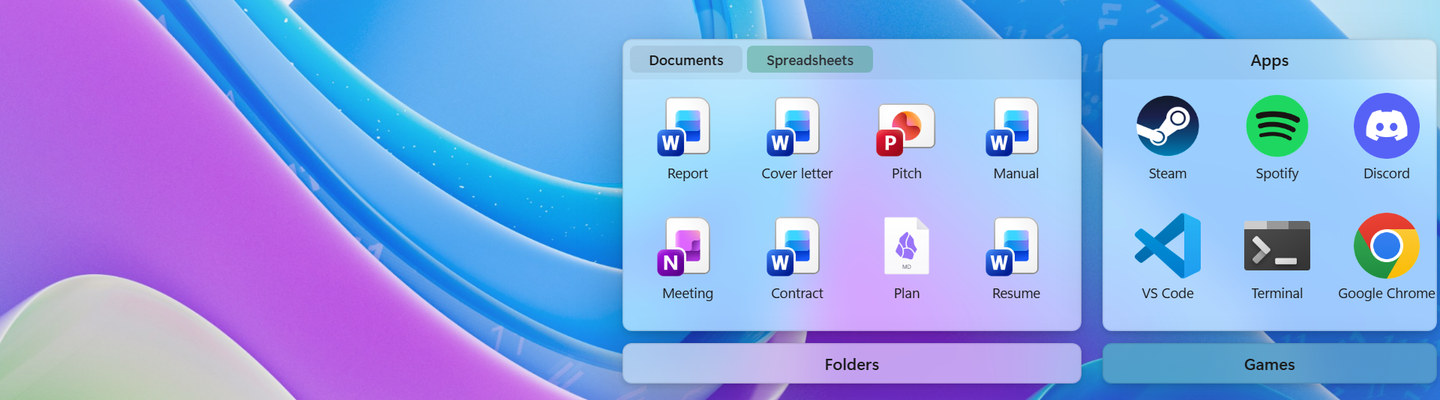 Documents
Spreadsheets
Report
Cover letter
Pitch
Manual
Meeting
Contract
Plan
Resume
Folders
Apps
Steam
Spotify
Discord
VS Code
Terminal
Google Chrome
Games
W
W
P
W
N
W
MD
W